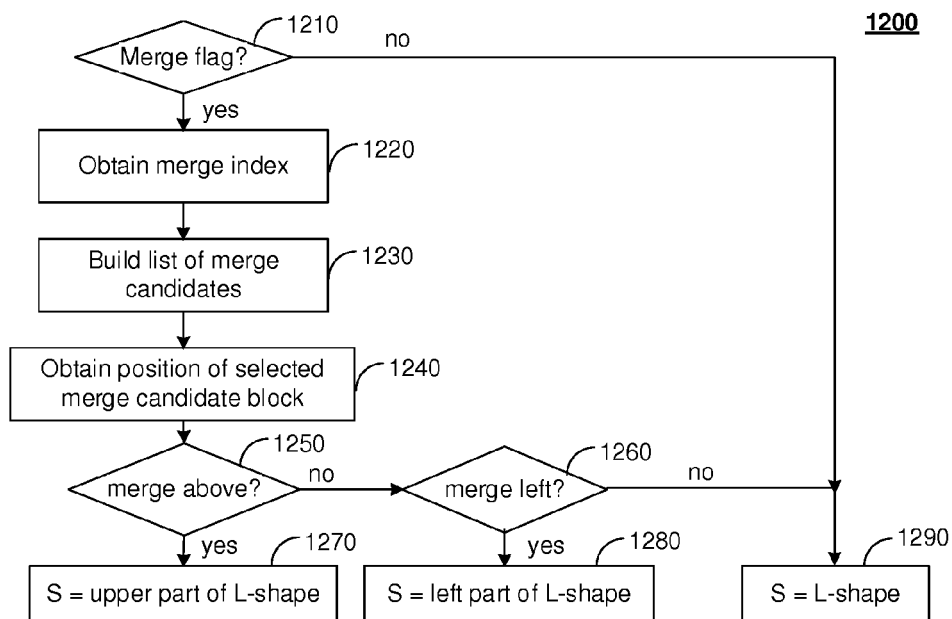 1200
1210
Merge flag?
no
yes
Obtain merge index
1220
Build list of merge
candidates
1230
Obtain position of selected
merge candidate block
1240
1250
merge above?
no
1260
merge left?
no
yes
1270
yes
1280
1290
S = upper part of L-shape
S = left part of L-shape
S = L-shape